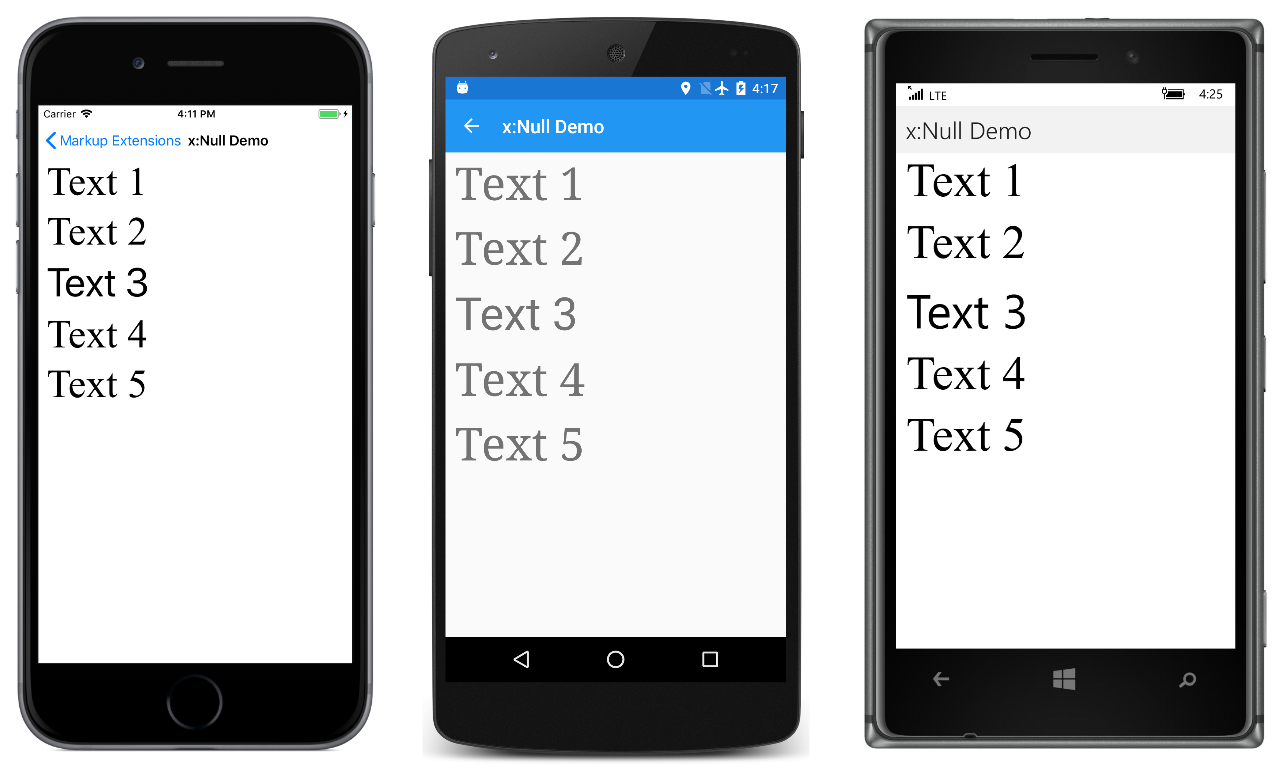 Carrier 4:11 PM
Markup Extensions x:Null Demo
Text 1
Text 2
Text 3
Text 4
Text 5
4:17
x:Null Demo
Text 1
Text 2
Text 3
Text 4
Text 5
LTE 4:25
x:Null Demo
Text 1
Text 2
Text 3
Text 4
Text 5